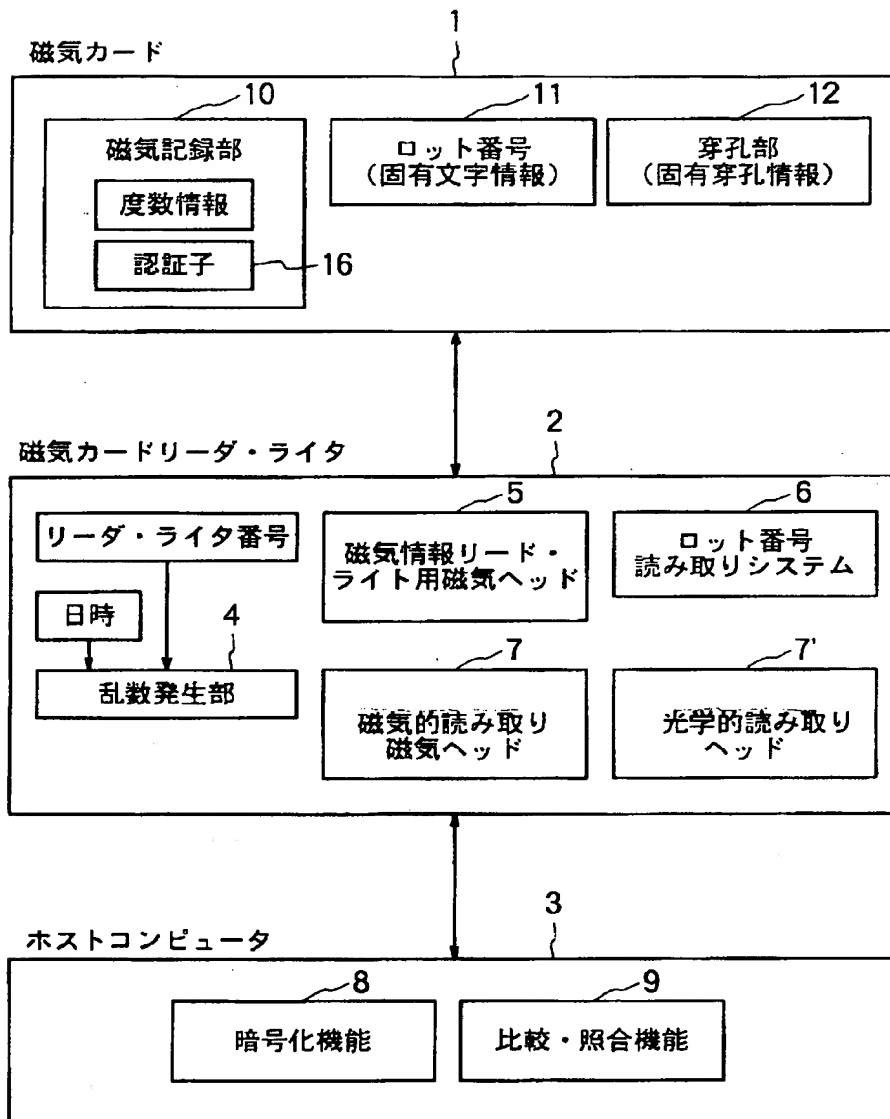 1
磁気カード
10
11
12
磁気記録部
度数情報
認証子
16
ロット番号
(固有文字情報)
穿孔部
(固有穿孔情報)
2
磁気カードリーダ・ライタ
リーダ・ライタ番号
日時
4
乱数発生部
5
磁気情報リード・
ライト用磁気ヘッド
6
ロット番号
読み取りシステム
7
磁気的読み取り
磁気ヘッド
7'
光学的読み取り
ヘッド
3
ホストコンピュータ
8
暗号化機能
9
比較・照合機能